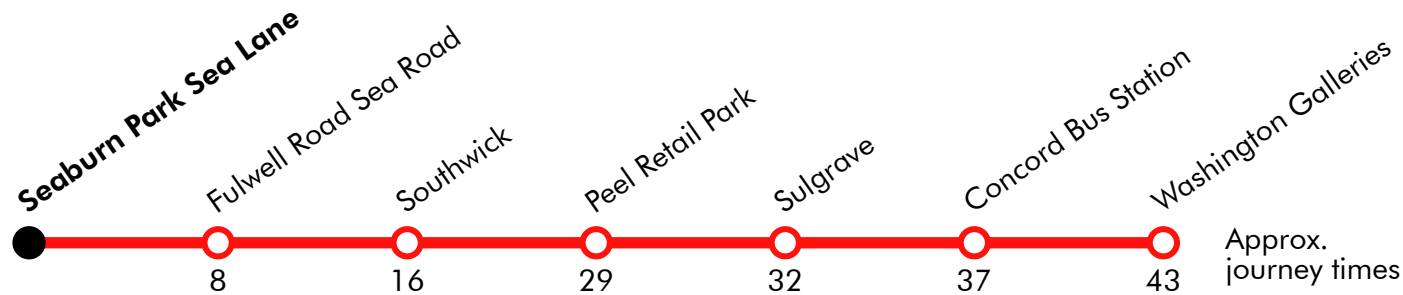 Seaburn Park Sea Lane
Fulwell Road Sea Road
Southwick
Peel Retail Park
Sulgrave
Concord Bus Station
Washington Galleries
8
16
29
32
37
43
Approx.
journey times